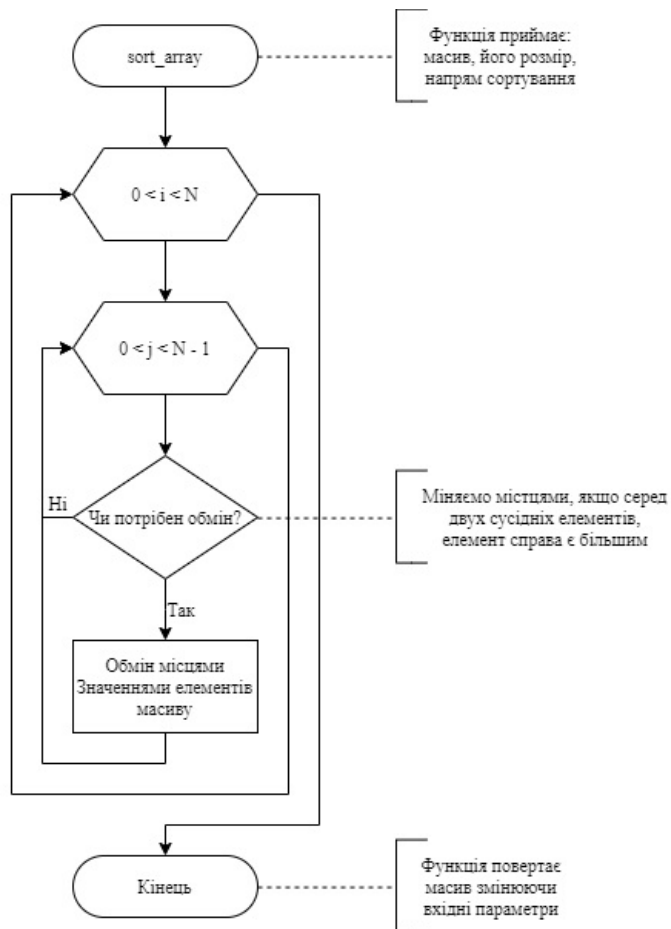 sort_array
Функція приймає:
масив, його розмір,
напрям сортування
0 < i < N
0 < j < N - 1
Ні
Чи потрібен обмін?
Міняємо містцями, якщо серед
двух сусідніх елементів,
елемент справа є більшим
Так
Обмін місцями
Значеннями елементів
масиву
Кінець
Функція повертає
масив змінюючи
вхідні параметри